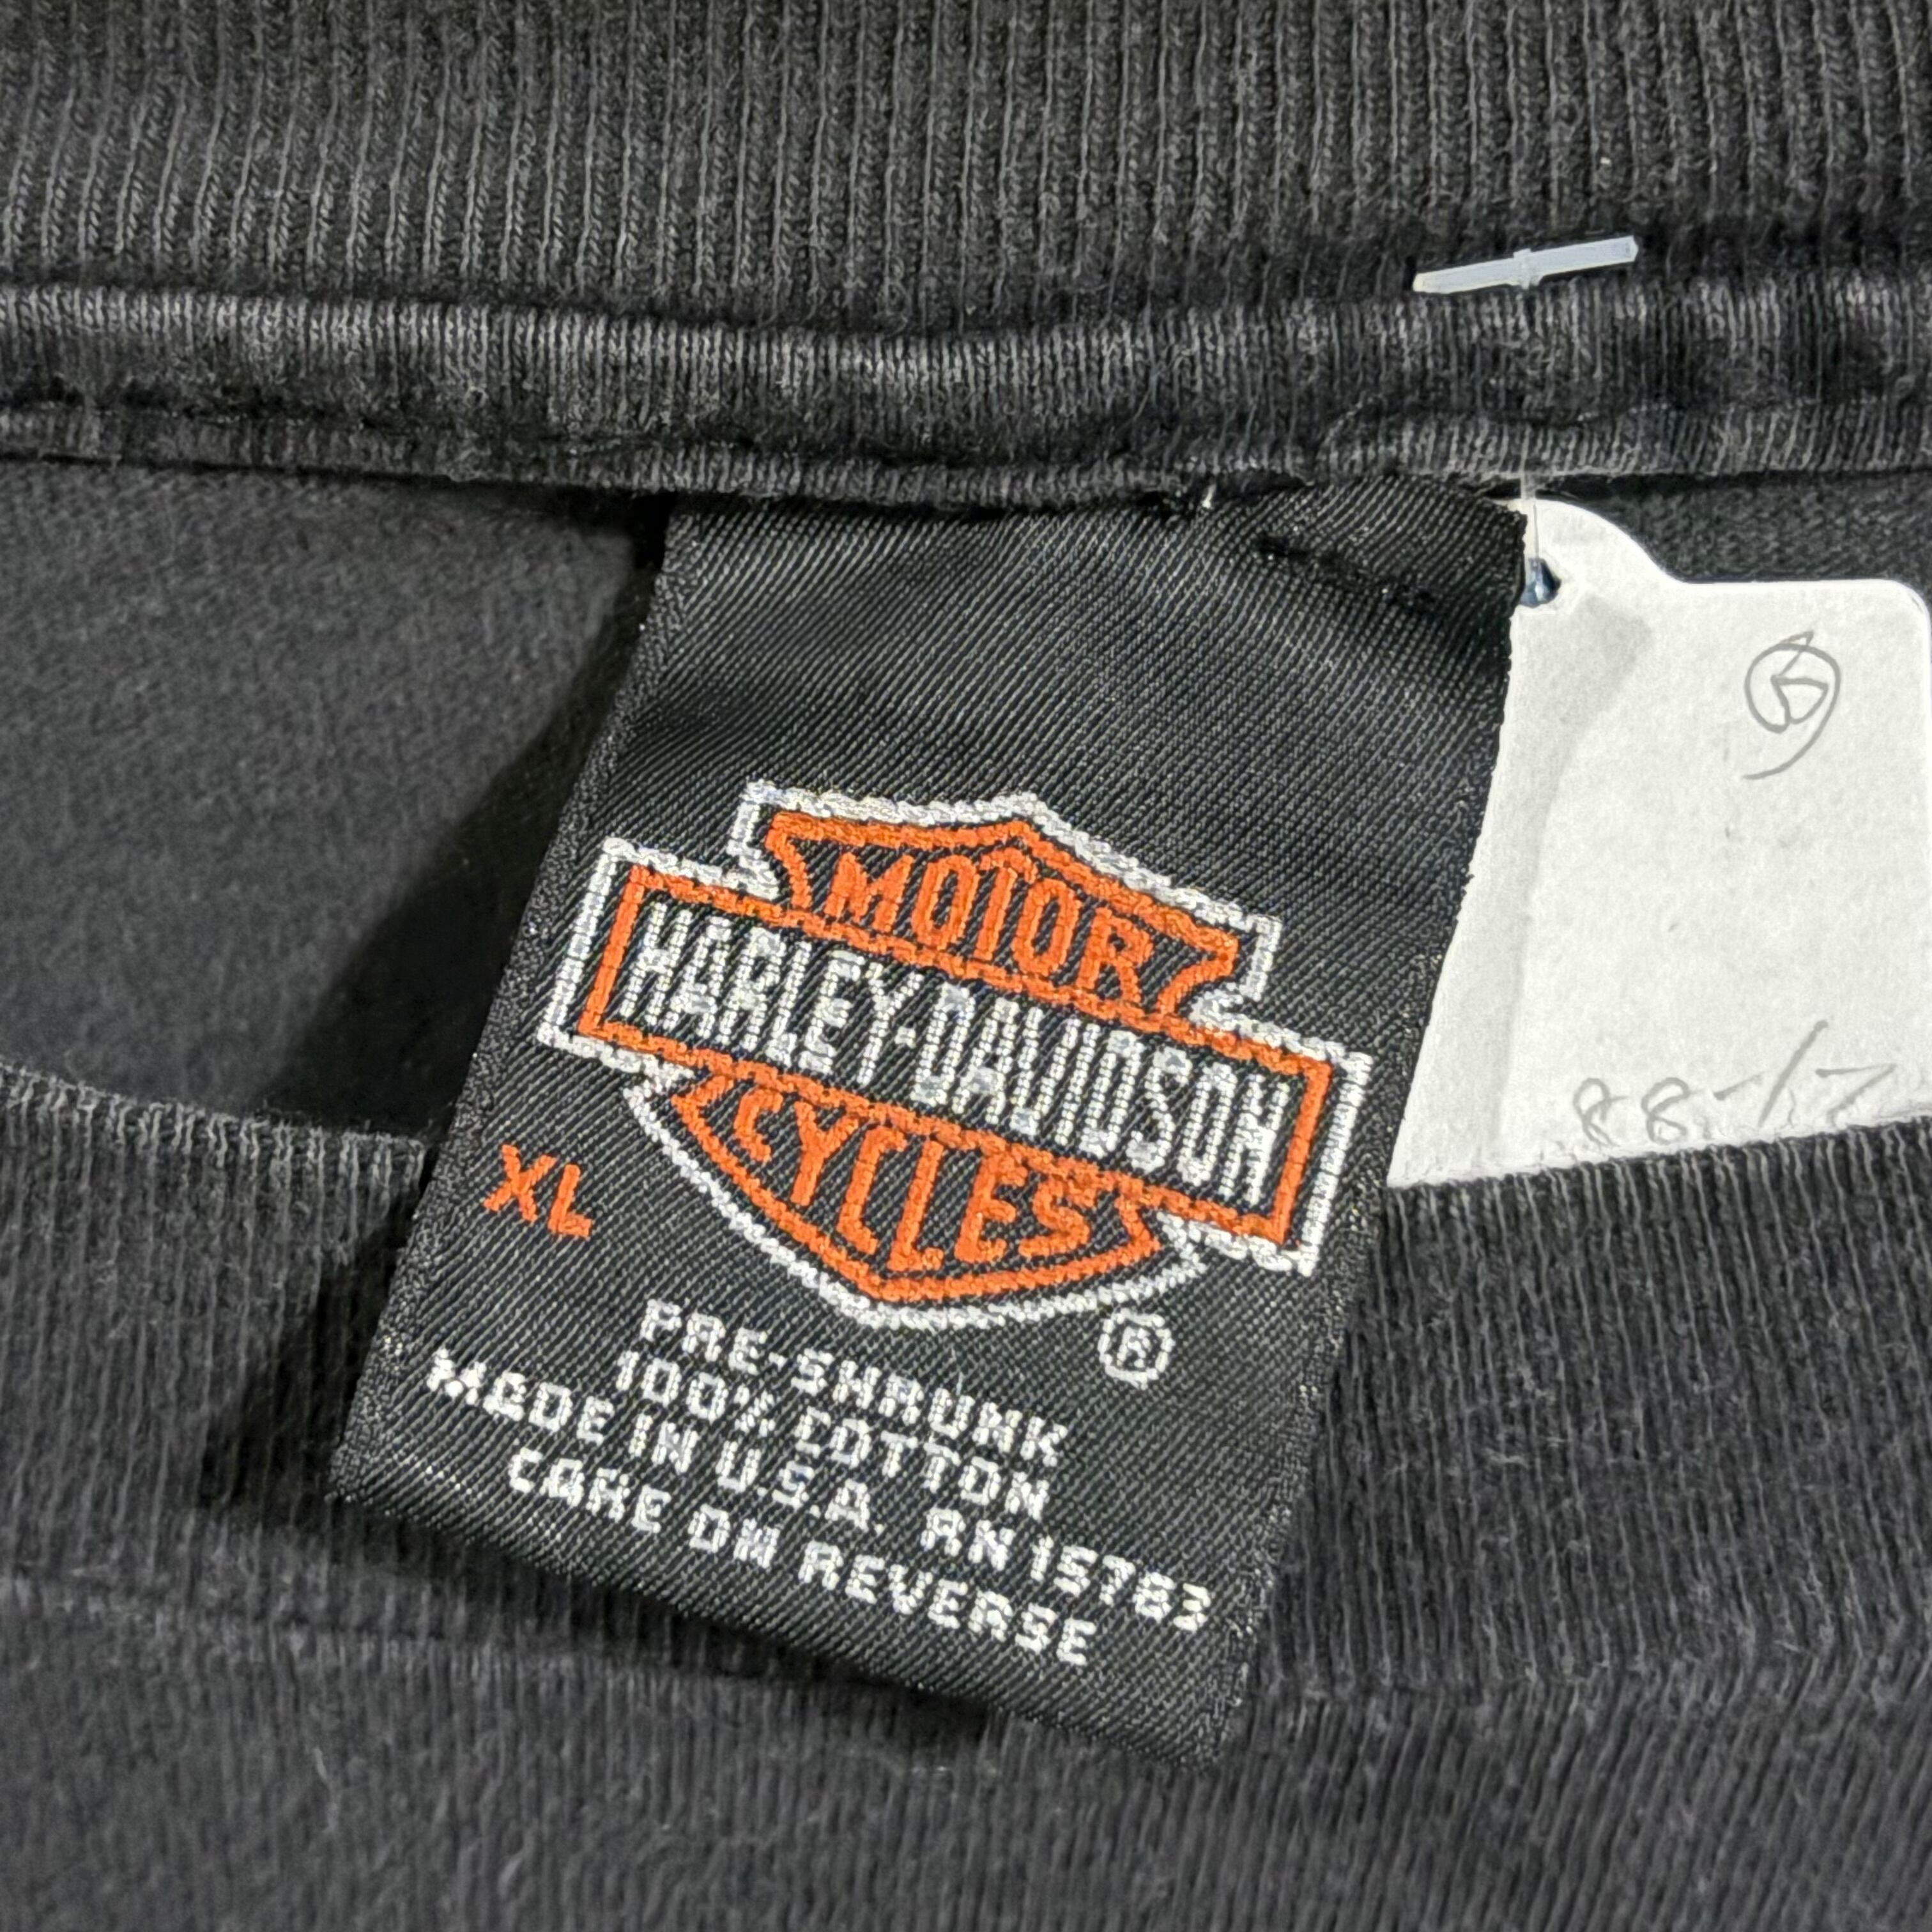 MOTOR
HARLEY-DAVIDSON
CYCLES
XL
®
PRE-SHRUNK
100% COTTON
MADE IN U.S.A. RN 15763
CARE ON REVERSE